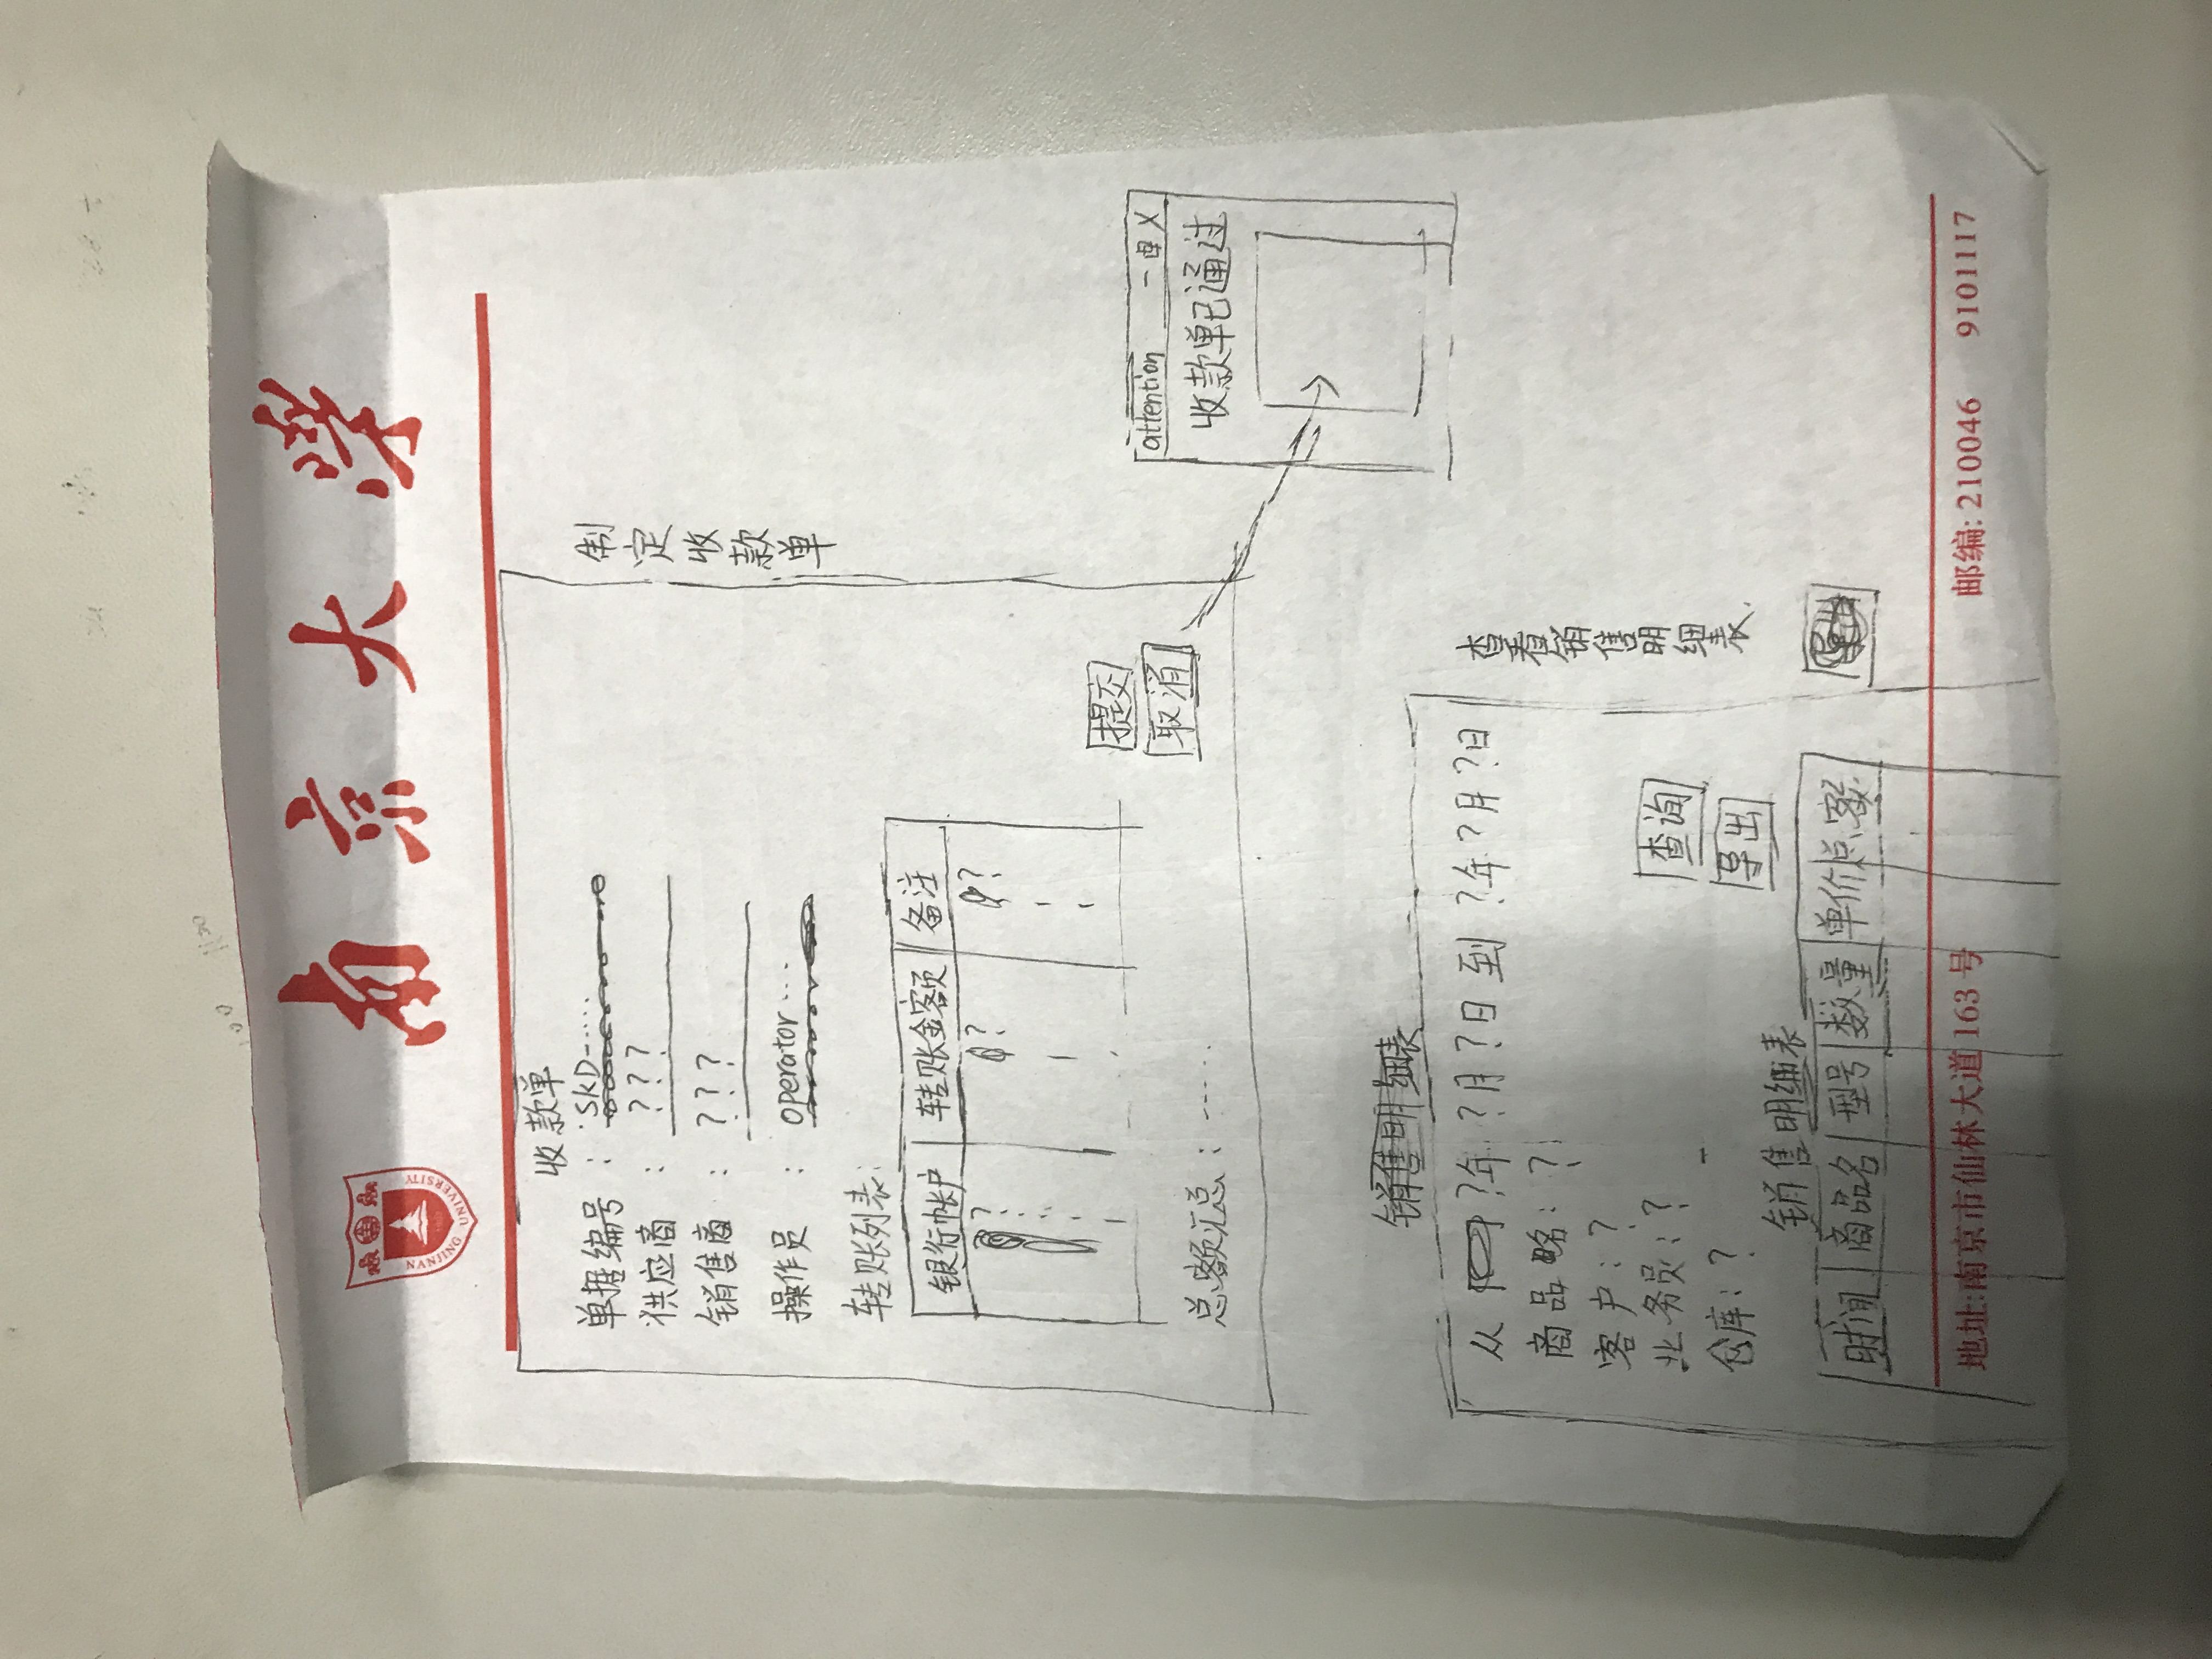 南京大学
NANJING UNIVERSITY
收款单
制定收款单
单据编号：SKD-.....
供应商：???
销售商：???
操作员：operator...
转账列表：
银行帐户 转账金额 备注
? ? ?
总额汇总：.....
提交
取消
attention 一 X
收款单已通过
销售明细表
查看销售明细表
从 ?年?月?日到?年?月?日
商品名：?
客户：?
业务员：?
仓库：?
查询
导出
销售明细表
时间 商品名 型号 数量 单价 总额
地址:南京市仙林大道 163 号 邮编: 210046 9101117